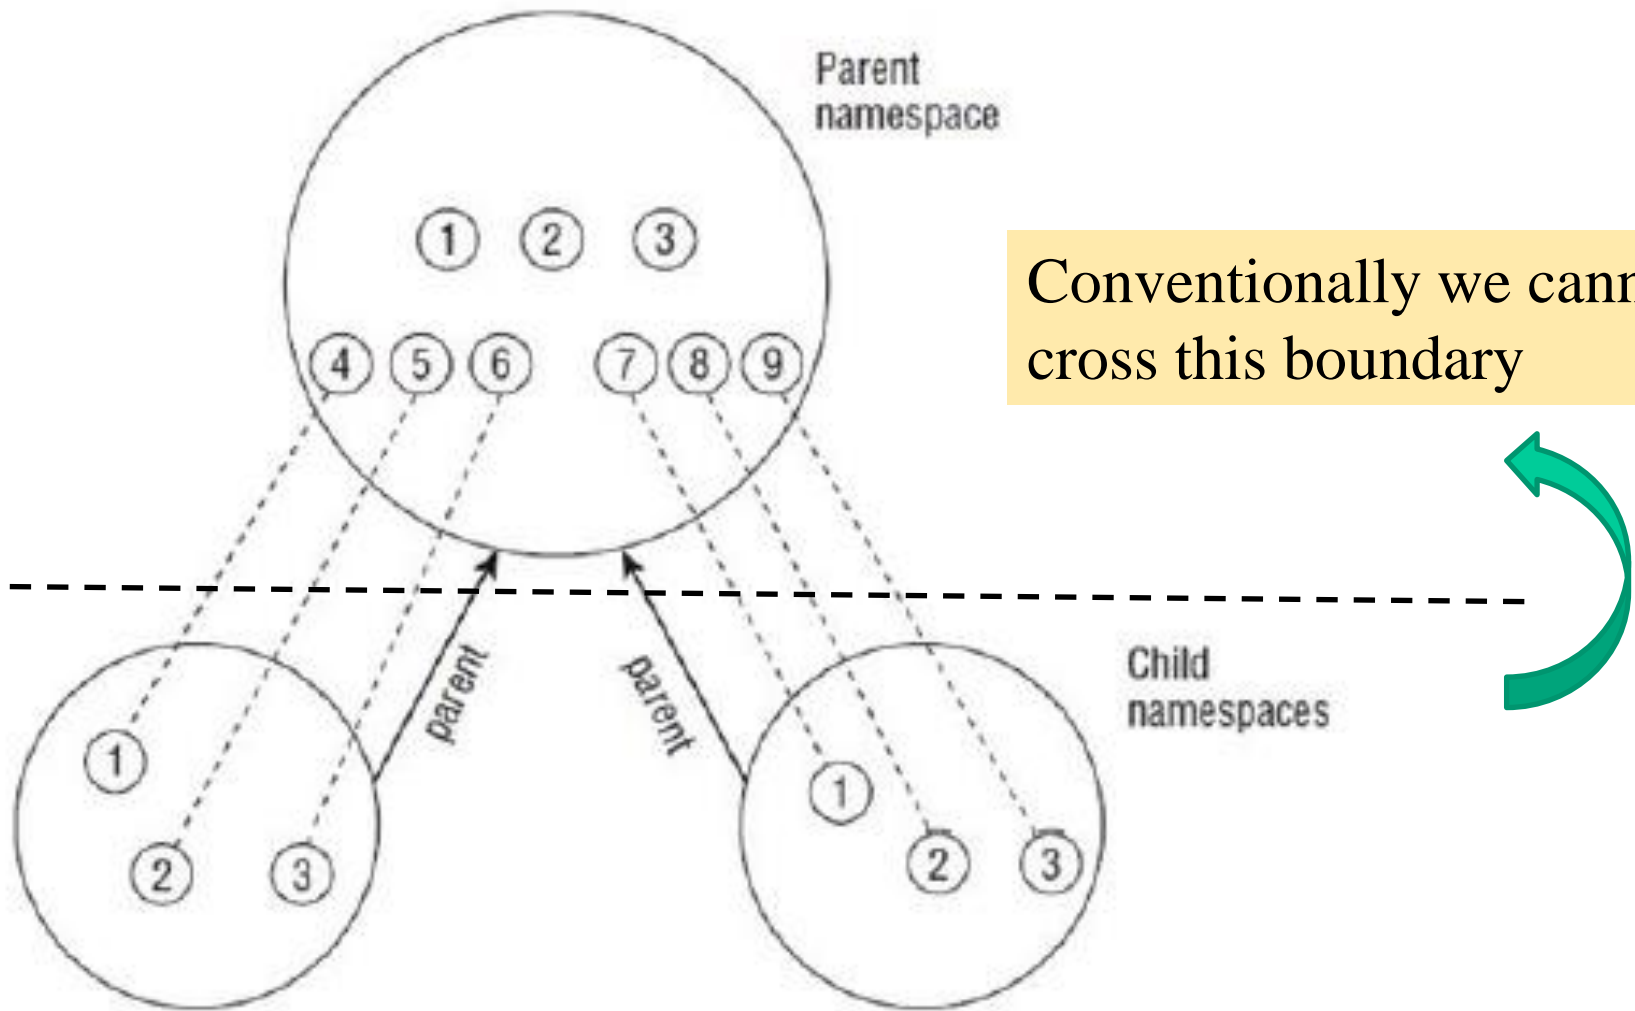 Parent
namespace
1 2 3
Conventionally we
cross this boundary
4 5 6 7 8 9
parent
parent
Child
namespaces
1
1
2 3
2 3